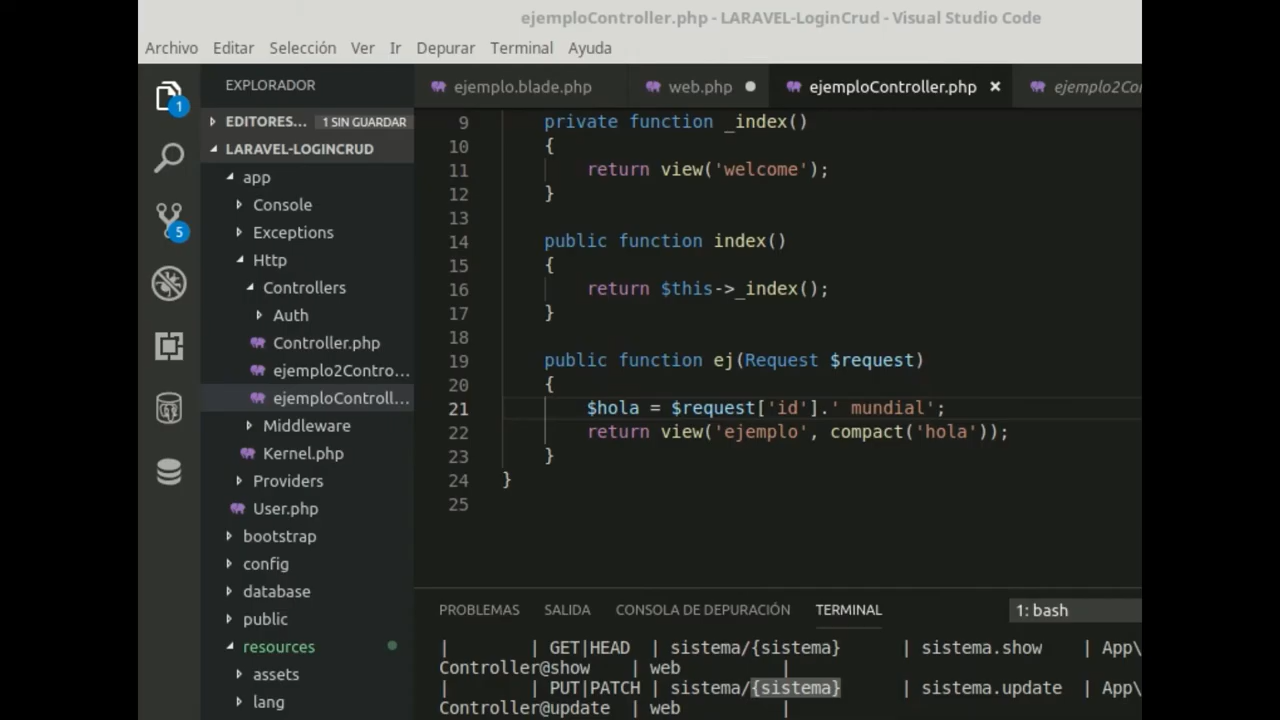 ejemploController.php - LARAVEL-LoginCrud - Visual Studio Code
Archivo Editar Selección Ver Ir Depurar Terminal Ayuda
EXPLORADOR
EDITORES... 1 SIN GUARDAR
LARAVEL-LOGINCRUD
app
Console
Exceptions
Http
Controllers
Auth
Controller.php
ejemplo2Contro...
ejemploControll...
Middleware
Kernel.php
Providers
User.php
bootstrap
config
database
public
resources
assets
lang
1
5
ejemplo.blade.php web.php ejemploController.php × ejemplo2Co
9 private function _index()
10 {
11 return view('welcome');
12 }
13
14 public function index()
15 {
16 return $this->_index();
17 }
18
19 public function ej(Request $request)
20 {
21 $hola = $request['id'].' mundial';
22 return view('ejemplo', compact('hola'));
23 }
24 }
25
PROBLEMAS SALIDA CONSOLA DE DEPURACIÓN TERMINAL 1: bash
| | GET|HEAD | sistema/{sistema} | sistema.show | App\
Controller@show | web |
| | PUT|PATCH | sistema/{sistema} | sistema.update | App\
Controller@update | web |